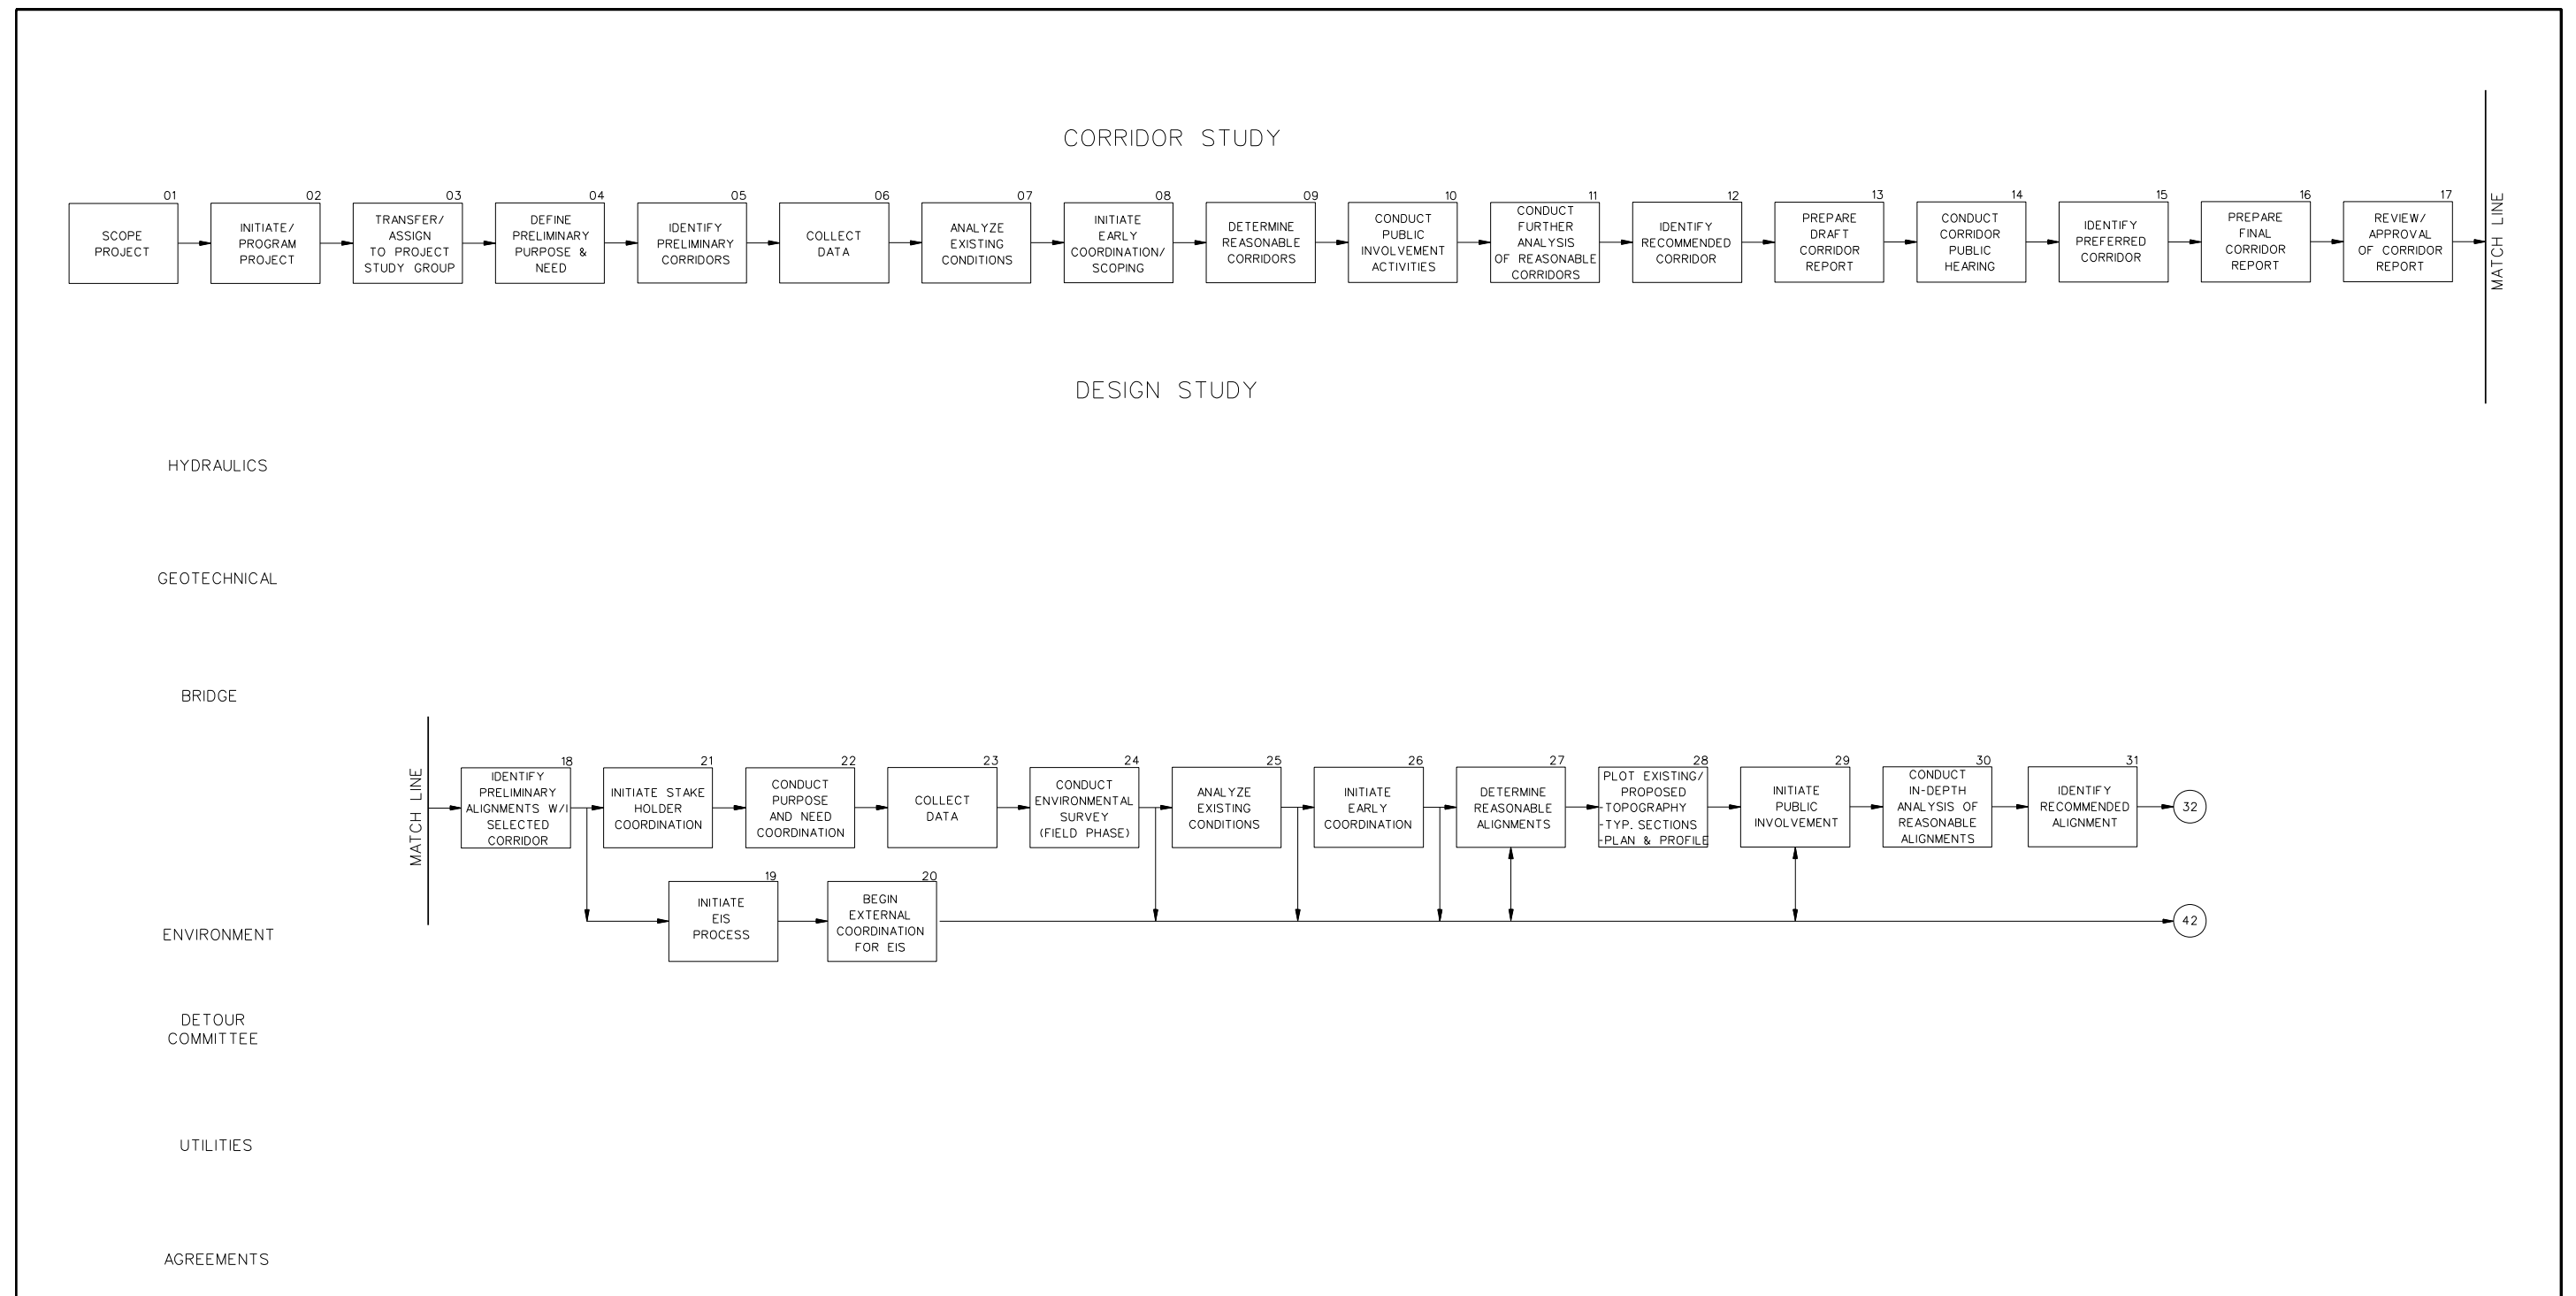 CORRIDOR STUDY
01
SCOPE
PROJECT
02
INITIATE/
PROGRAM
PROJECT
03
TRANSFER/
ASSIGN
TO PROJECT
STUDY GROUP
04
DEFINE
PRELIMINARY
PURPOSE &
NEED
05
IDENTIFY
PRELIMINARY
CORRIDORS
06
COLLECT
DATA
07
ANALYZE
EXISTING
CONDITIONS
08
INITIATE
EARLY
COORDINATION/
SCOPING
09
DETERMINE
REASONABLE
CORRIDORS
10
CONDUCT
PUBLIC
INVOLVEMENT
ACTIVITIES
11
CONDUCT
FURTHER
ANALYSIS
OF REASONABLE
CORRIDORS
12
IDENTIFY
RECOMMENDED
CORRIDOR
13
PREPARE
DRAFT
CORRIDOR
REPORT
14
CONDUCT
CORRIDOR
PUBLIC
HEARING
15
IDENTIFY
PREFERRED
CORRIDOR
16
PREPARE
FINAL
CORRIDOR
REPORT
17
REVIEW/
APPROVAL
OF CORRIDOR
REPORT
MATCH LINE
DESIGN STUDY
HYDRAULICS
GEOTECHNICAL
BRIDGE
MATCH LINE
18
IDENTIFY
PRELIMINARY
ALIGNMENTS W/I
SELECTED
CORRIDOR
21
INITIATE STAKE
HOLDER
COORDINATION
22
CONDUCT
PURPOSE
AND NEED
COORDINATION
23
COLLECT
DATA
24
CONDUCT
ENVIRONMENTAL
SURVEY
(FIELD PHASE)
25
ANALYZE
EXISTING
CONDITIONS
26
INITIATE
EARLY
COORDINATION
27
DETERMINE
REASONABLE
ALIGNMENTS
28
PLOT EXISTING/
PROPOSED
-TOPOGRAPHY
-TYP. SECTIONS
-PLAN & PROFILE
29
INITIATE
PUBLIC
INVOLVEMENT
30
CONDUCT
IN-DEPTH
ANALYSIS OF
REASONABLE
ALIGNMENTS
31
IDENTIFY
RECOMMENDED
ALIGNMENT
32
ENVIRONMENT
19
INITIATE
EIS
PROCESS
20
BEGIN
EXTERNAL
COORDINATION
FOR EIS
42
DETOUR
COMMITTEE
UTILITIES
AGREEMENTS